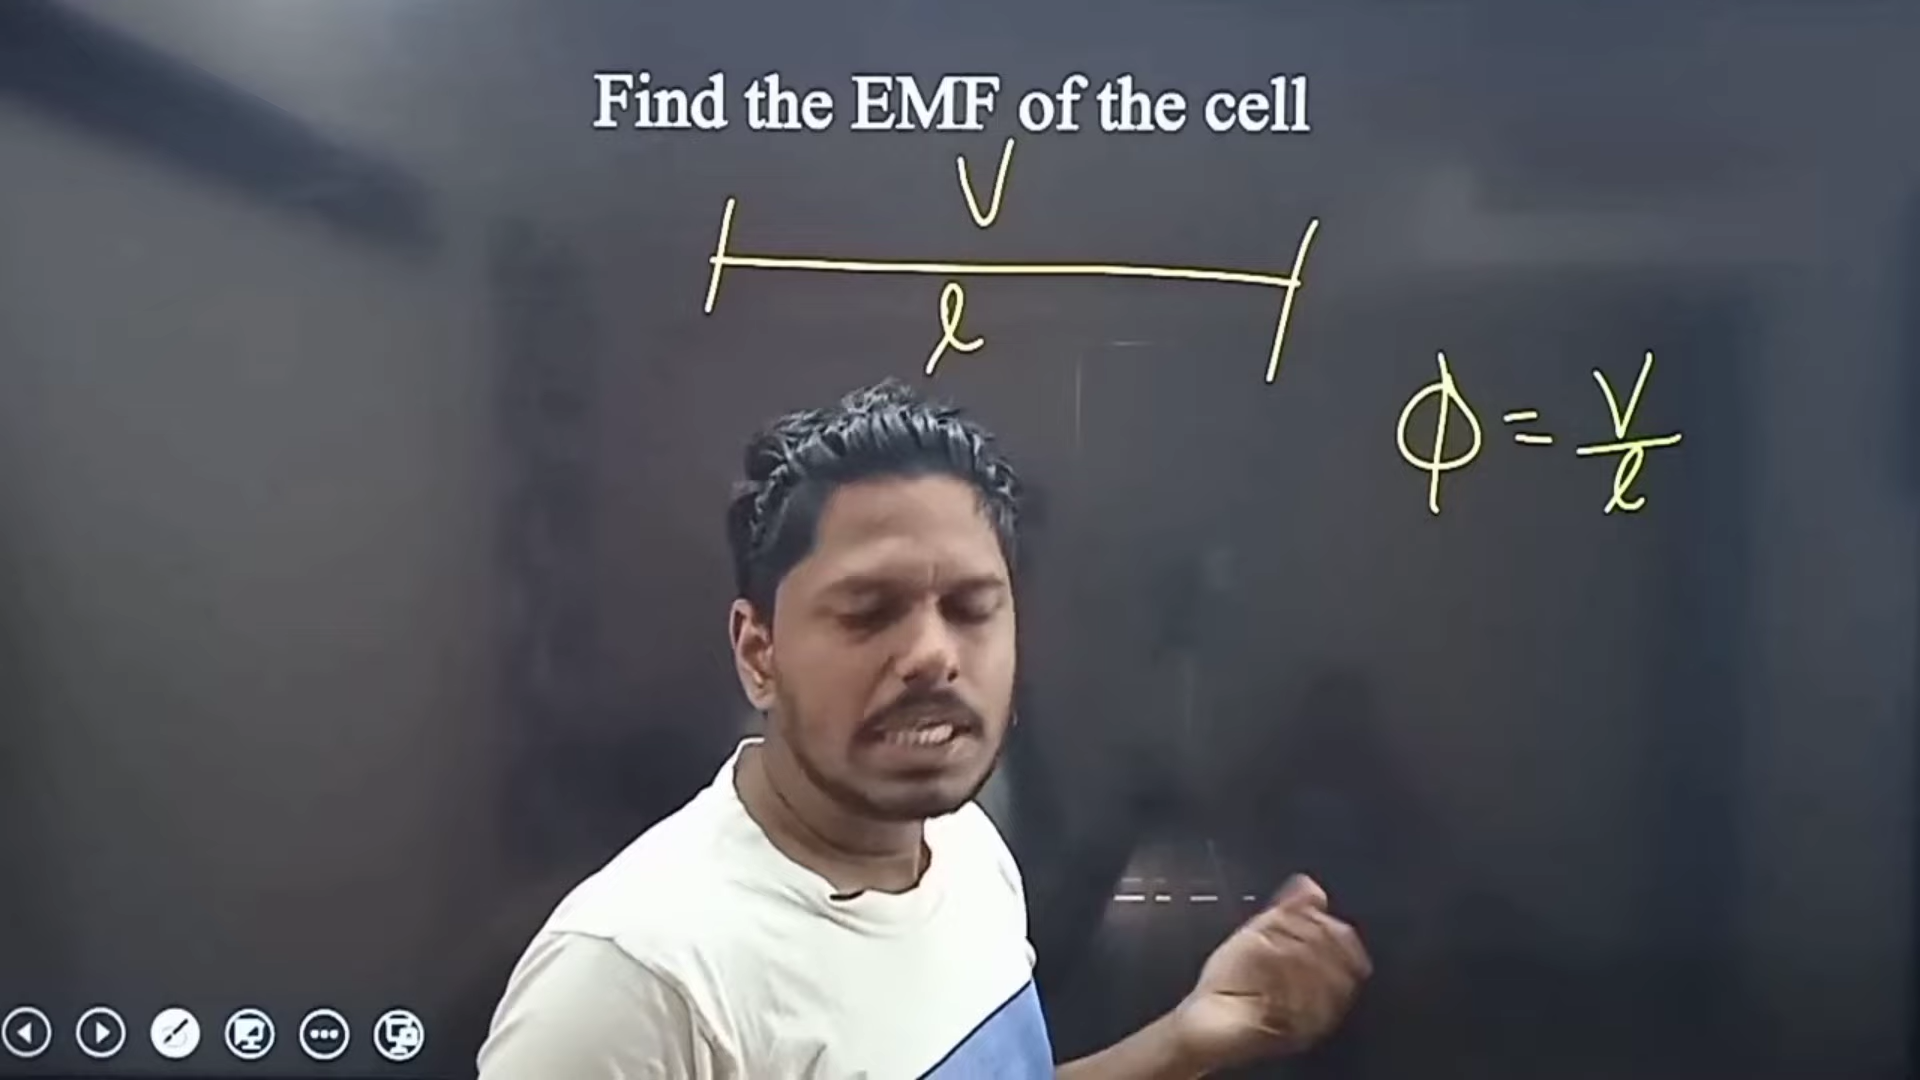 Find the EMF of the cell
V
l
ϕ = V/l